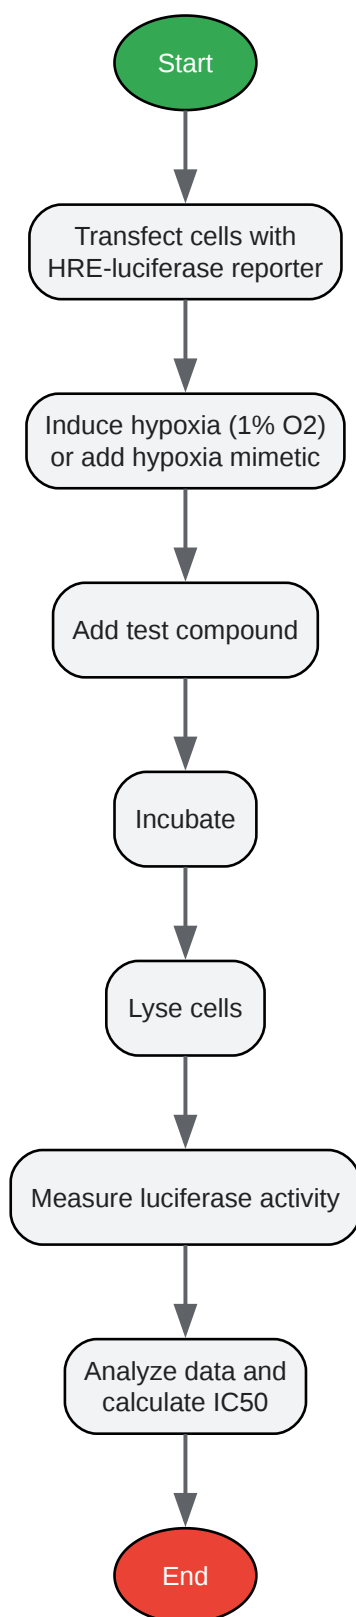 Start
Transfect cells with
HRE-luciferase reporter
Induce hypoxia (1% O2)
or add hypoxia mimetic
Add test compound
Incubate
Lyse cells
Measure luciferase activity
Analyze data and
calculate IC50
End